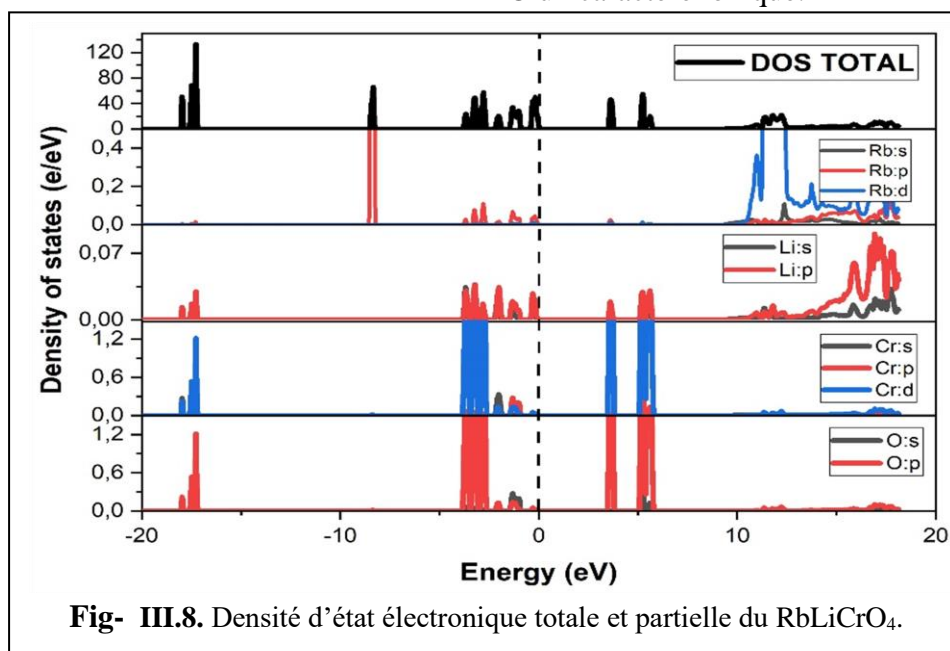 DOS TOTAL
120
80
40
0
Rb:s
Rb:p
Rb:d
0,4
0,2
0,0
Li:s
Li:p
0,07
0,00
Cr:s
Cr:p
Cr:d
1,2
0,6
0,0
O:s
O:p
1,2
0,6
0,0
Density of states (e/eV)
-20 -10 0 10 20
Energy (eV)
Fig- III.8. Densité d’état électronique totale et partielle du RbLiCrO₄.